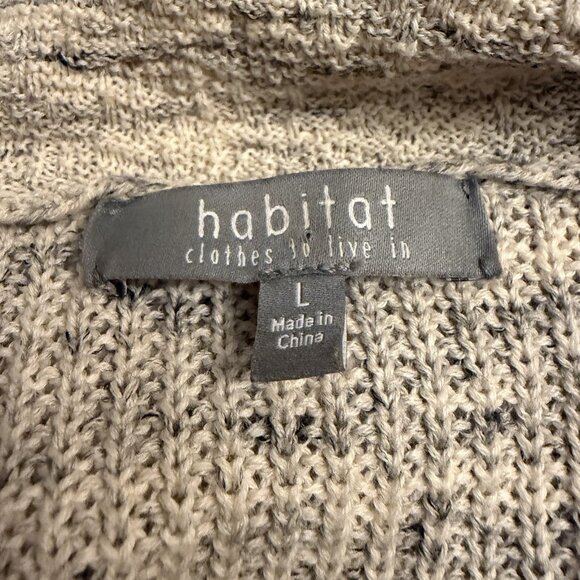 habitat
clothes to live in
L
Made in
China